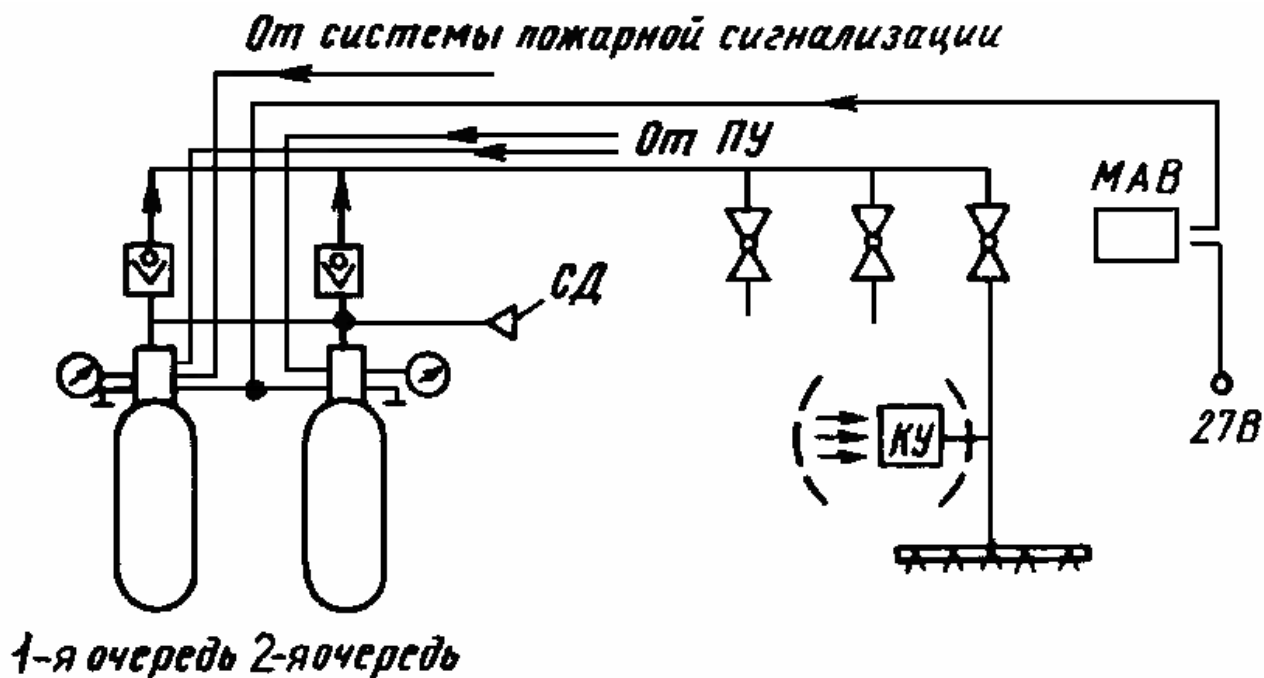 От системы пожарной сигнализации
От ПУ
МАВ
СД
КУ
27В
1-я очередь 2-яочередь